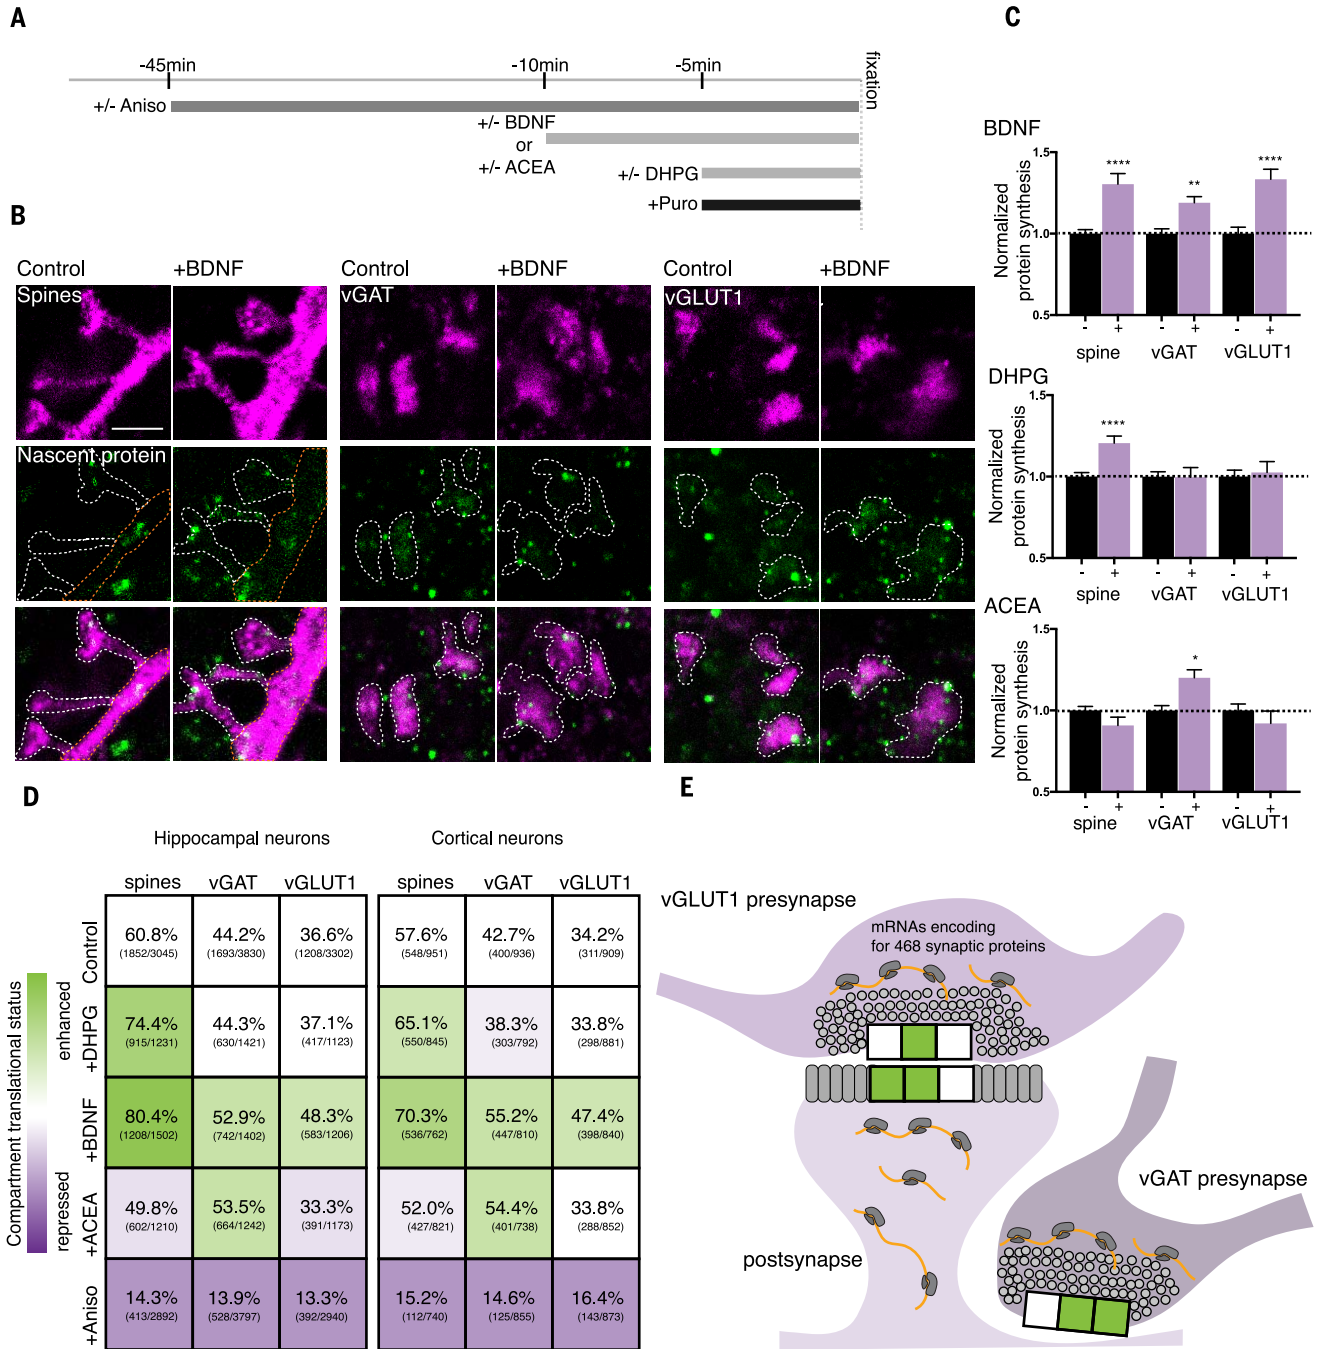 A
-45min
-10min
-5min
fixation
+/- Aniso
+/- BDNF
or
+/- ACEA
+/- DHPG
+Puro
B
Control
+BDNF
Control
+BDNF
Control
+BDNF
Spines
vGAT
vGLUT1
Nascent protein
C
BDNF
Normalized
protein synthesis
1.5
1.0
0.5
****
**
****
- + - + - +
spine vGAT vGLUT1
DHPG
Normalized
protein synthesis
1.5
1.0
0.5
****
- + - + - +
spine vGAT vGLUT1
ACEA
Normalized
protein synthesis
1.5
1.0
0.5
*
- + - + - +
spine vGAT vGLUT1
D
Hippocampal neurons
Cortical neurons
spines vGAT vGLUT1 spines vGAT vGLUT1
Compartment translational status
enhanced
repressed
Control
60.8% 44.2% 36.6% 57.6% 42.7% 34.2%
(1852/3045) (1693/3830) (1208/3302) (548/951) (400/936) (311/909)
+DHPG
74.4% 44.3% 37.1% 65.1% 38.3% 33.8%
(915/1231) (630/1421) (417/1123) (550/845) (303/792) (298/881)
+BDNF
80.4% 52.9% 48.3% 70.3% 55.2% 47.4%
(1208/1502) (742/1402) (583/1206) (536/762) (447/810) (398/840)
+ACEA
49.8% 53.5% 33.3% 52.0% 54.4% 33.8%
(602/1210) (664/1242) (391/1173) (427/821) (401/738) (288/852)
+Aniso
14.3% 13.9% 13.3% 15.2% 14.6% 16.4%
(413/2892) (528/3797) (392/2940) (112/740) (125/855) (143/873)
E
vGLUT1 presynapse
mRNAs encoding
for 468 synaptic proteins
vGAT presynapse
postsynapse